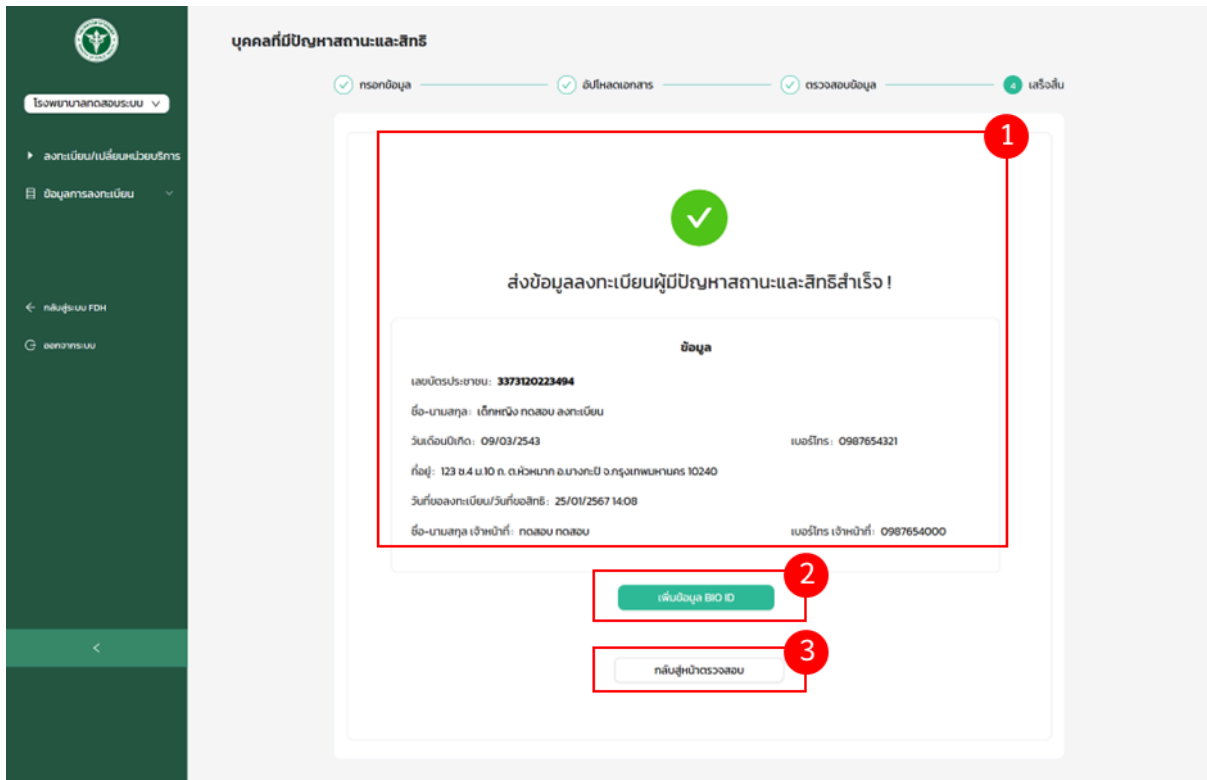 บุคคลที่มีปัญหาสถานะและสิทธิ
โรงพยาบาลทดสอบระบบ
กรอกข้อมูล
อัปโหลดเอกสาร
ตรวจสอบข้อมูล
4 เสร็จสิ้น
1
ลงทะเบียน/เปลี่ยนหน่วยบริการ
ข้อมูลการลงทะเบียน
กลับสู่ระบบ FDH
ออกจากระบบ
ส่งข้อมูลลงทะเบียนผู้มีปัญหาสถานะและสิทธิสำเร็จ !
ข้อมูล
เลขบัตรประชาชน: 3373120223494
ชื่อ-นามสกุล: เด็กหญิง ทดสอบ ลงทะเบียน
วันเดือนปีเกิด: 09/03/2543 เบอร์โทร: 0987654321
ที่อยู่: 123 ซ.4 ม.10 ถ. ต.หัวหมาก อ.บางกะปิ จ.กรุงเทพมหานคร 10240
วันที่ขอลงทะเบียน/วันที่ขอสิทธิ: 25/01/2567 14:08
ชื่อ-นามสกุล เจ้าหน้าที่: ทดสอบ ทดสอบ เบอร์โทร เจ้าหน้าที่: 0987654000
2
เพิ่มข้อมูล BIO ID
3
กลับสู่หน้าตรวจสอบ